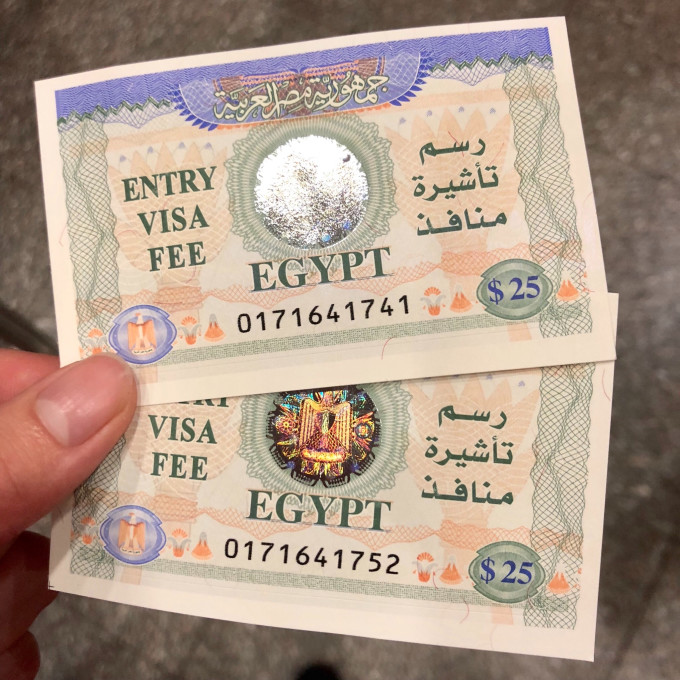 جمهورية مصر العربية
ENTRY
VISA
FEE
رسم
تأشيرة
منافذ
EGYPT
$25
0171641741
VISA
FEE
رسم
تأشيرة
منافذ
EGYPT
0171641752
$25